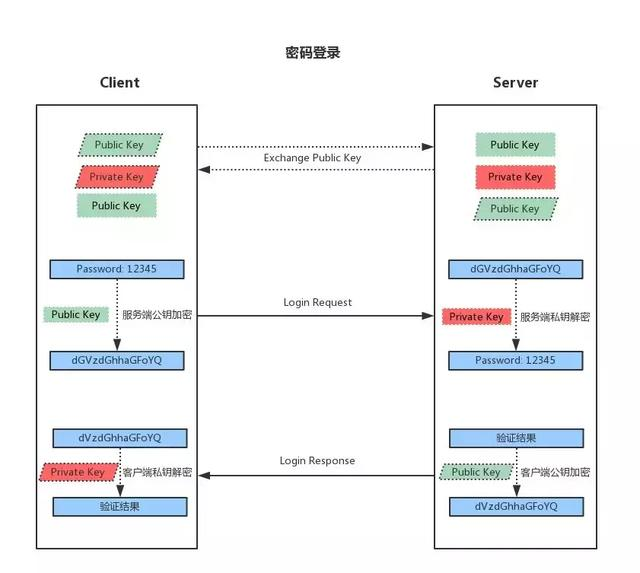 密码登录
Client
Server
Public Key
Private Key
Public Key
Exchange Public Key
Public Key
Private Key
Public Key
Password: 12345
Public Key
服务端公钥加密
dGVzdGhhaGFoYQ
Login Request
dGVzdGhhaGFoYQ
Private Key
服务端私钥解密
Password: 12345
dVzdGhhaGFoYQ
Private Key
客户端私钥解密
验证结果
Login Response
验证结果
Public Key
客户端公钥加密
dVzdGhhaGFoYQ